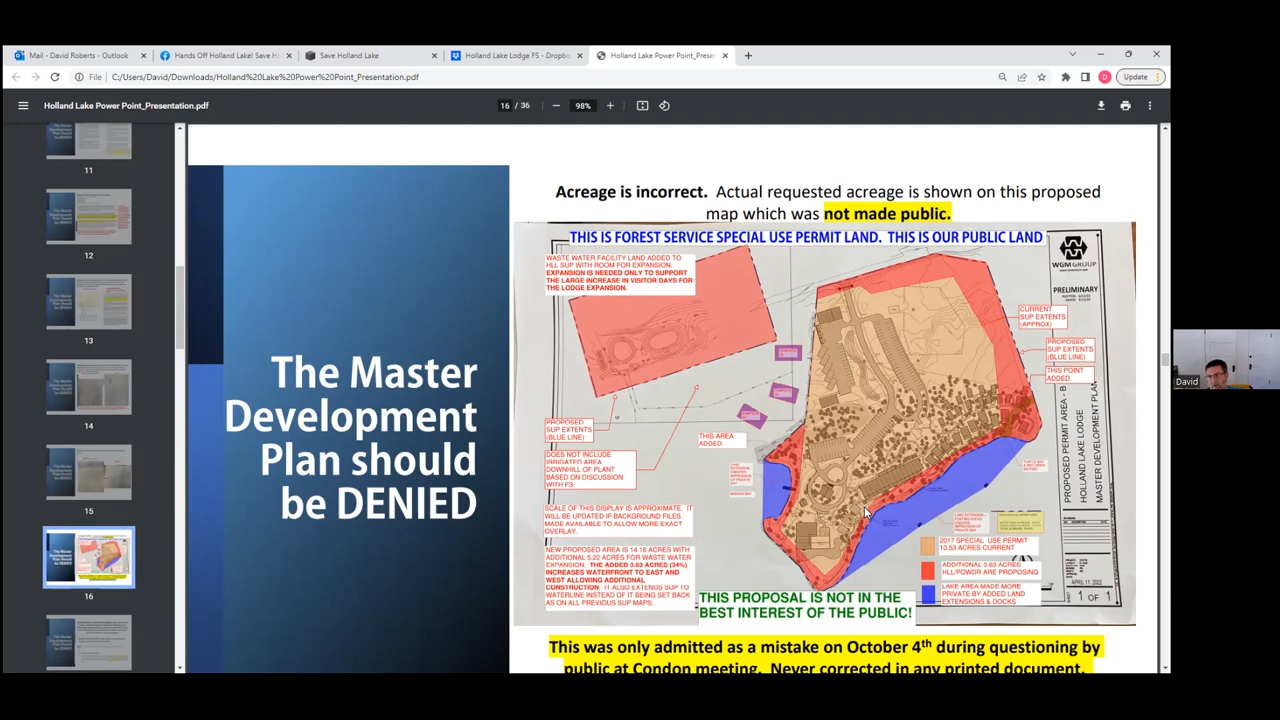 Mail - David Roberts - Outlook
Hands Off Holland Lake! Save H
Save Holland Lake
Holland Lake Lodge FS - Dropbo
Holland Lake Power Point_Prese
File
C:/Users/David/Downloads/Holland%20Lake%20Power%20Point_Presentation.pdf
D
Update
Holland Lake Power Point_Presentation.pdf
16 / 36
98%
11
12
13
14
15
16
The Master
Development
Plan should
be DENIED
Acreage is incorrect. Actual requested acreage is shown on this proposed
map which was not made public.
THIS IS FOREST SERVICE SPECIAL USE PERMIT LAND. THIS IS OUR PUBLIC LAND
WASTE WATER FACILITY LAND ADDED TO
HLL SUP WITH ROOM FOR EXPANSION.
EXPANSION IS NEEDED ONLY TO SUPPORT
THE LARGE INCREASE IN VISITOR DAYS FOR
THE LODGE EXPANSION.
WGM GROUP
PRELIMINARY
CURRENT
SUP EXTENTS
(APPROX)
PROPOSED
SUP EXTENTS
(BLUE LINE)
THIS POINT
ADDED
PROPOSED
SUP EXTENTS
(BLUE LINE)
THIS AREA
ADDED
DOES NOT INCLUDE
IRRIGATED AREA
DOWNHILL OF PLANT
BASED ON DISCUSSION
WITH FS.
SCALE OF THIS DISPLAY IS APPROXIMATE. IT
WILL BE UPDATED IF BACKGROUND FILES
MADE AVAILABLE TO ALLOW MORE EXACT
OVERLAY.
NEW PROPOSED AREA IS 14.16 ACRES WITH
ADDITIONAL 5.22 ACRES FOR WASTE WATER
EXPANSION. THE ADDED 3.63 ACRES (34%)
INCREASES WATERFRONT TO EAST AND
WEST ALLOWING ADDITIONAL
CONSTRUCTION. IT ALSO EXTENDS SUP TO
WATERLINE INSTEAD OF IT BEING SET BACK
AS ON ALL PREVIOUS SUP MAPS.
2017 SPECIAL USE PERMIT
10.53 ACRES CURRENT
ADDITIONAL 3.63 ACRES
HLL/POWDR ARE PROPOSING
LAKE AREA MADE MORE
PRIVATE BY ADDED LAND
EXTENSIONS & DOCKS
PROPOSED PERMIT AREA - B
HOLLAND LAKE LODGE
MASTER DEVELOPMENT PLAN
APRIL 11, 2022
1 OF 1
THIS PROPOSAL IS NOT IN THE
BEST INTEREST OF THE PUBLIC!
This was only admitted as a mistake on October 4th during questioning by
public at Condon meeting. Never corrected in any printed document.
David